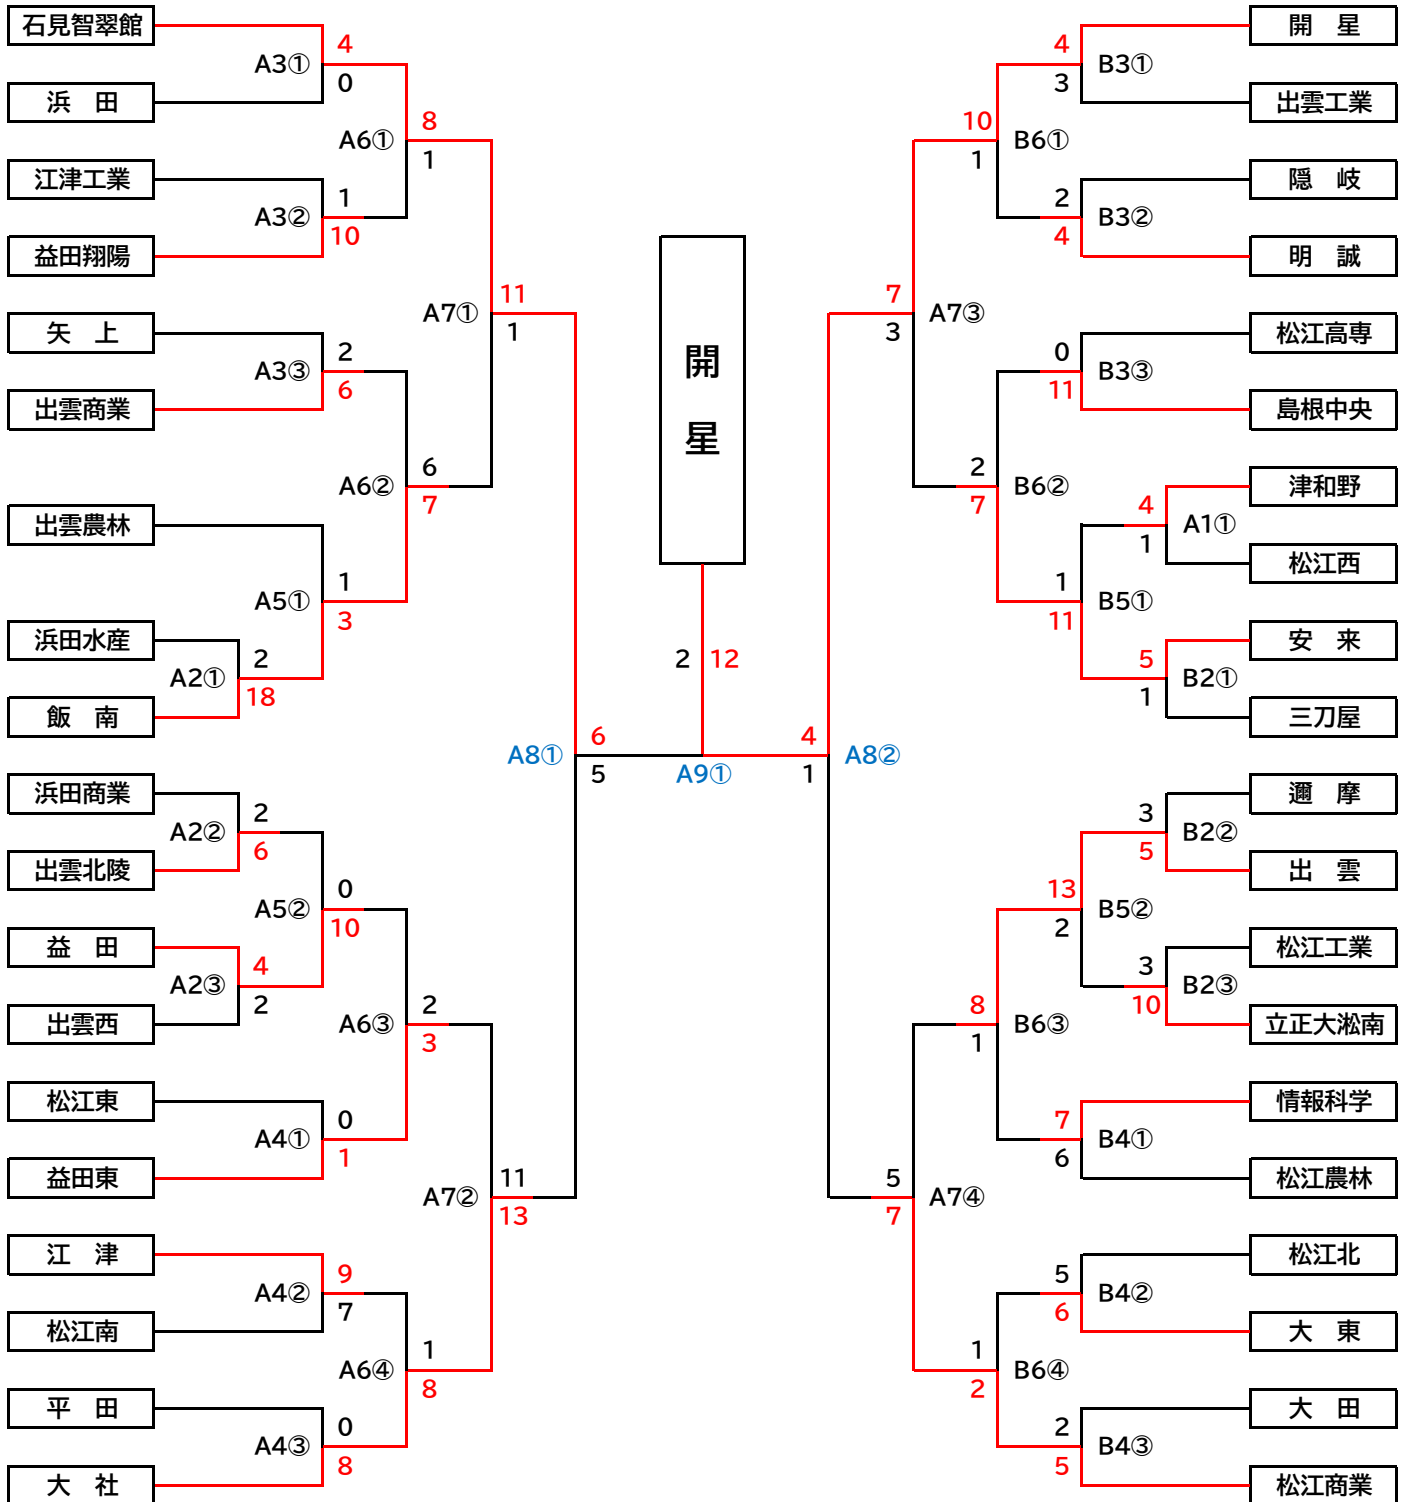 石見智翠館
4
A3①
0
浜　田
8
A6①
1
江津工業
1
A3②
10
益田翔陽
11
A7①
1
矢　上
2
A3③
6
出雲商業
6
A6②
7
出雲農林
1
A5①
3
浜田水産
2
A2①
18
飯　南
6
A8①
5
浜田商業
2
A2②
6
出雲北陵
0
A5②
10
益　田
4
A2③
2
出雲西
2
A6③
3
松江東
0
A4①
1
益田東
11
A7②
13
江　津
9
A4②
7
松江南
1
A6④
8
平　田
0
A4③
8
大　社
開
星
2 12
A9①
開　星
4
B3①
3
出雲工業
10
B6①
1
隠　岐
2
B3②
4
明　誠
7
A7③
3
松江高専
0
B3③
11
島根中央
2
B6②
7
津和野
4
A1①
1
松江西
1
B5①
11
安　来
5
B2①
1
三刀屋
4
A8②
1
邇　摩
3
B2②
5
出　雲
13
B5②
2
松江工業
3
B2③
10
立正大淞南
8
B6③
1
情報科学
7
B4①
6
松江農林
5
A7④
7
松江北
5
B4②
6
大　東
1
B6④
2
大　田
2
B4③
5
松江商業